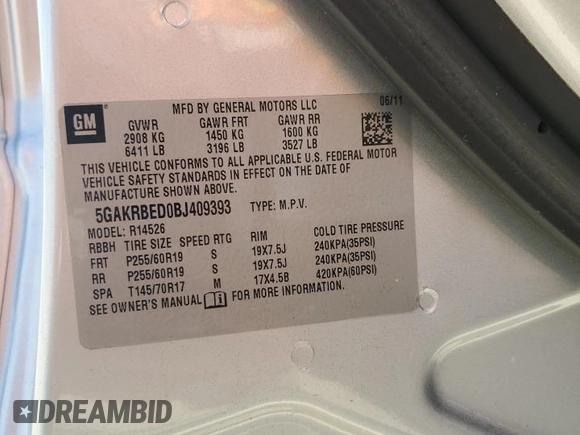 GM
MFD BY GENERAL MOTORS LLC 06/11
GVWR GAWR FRT GAWR RR
2908 KG 1450 KG 1600 KG
6411 LB 3196 LB 3527 LB
THIS VEHICLE CONFORMS TO ALL APPLICABLE U.S. FEDERAL MOTOR
VEHICLE SAFETY STANDARDS IN EFFECT ON THE DATE OF
MANUFACTURE SHOWN ABOVE.
5GAKRBED0BJ409393 TYPE: M.P.V.
MODEL: R14526
RBBH TIRE SIZE SPEED RTG RIM COLD TIRE PRESSURE
FRT P255/60R19 S 19X7.5J 240KPA(35PSI)
RR P255/60R19 S 19X7.5J 240KPA(35PSI)
SPA T145/70R17 M 17X4.5B 420KPA(60PSI)
SEE OWNER'S MANUAL FOR MORE INFORMATION.
DREAMBID